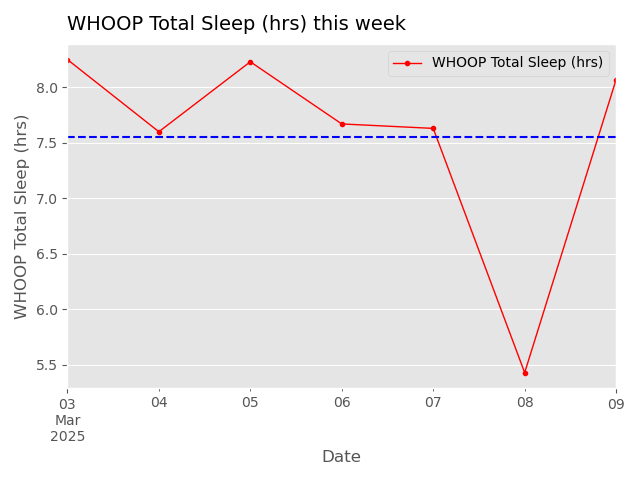 WHOOP Total Sleep (hrs) this week
WHOOP Total Sleep (hrs)
WHOOP Total Sleep (hrs)
8.0
7.5
7.0
6.5
6.0
5.5
03 04 05 06 07 08 09
Mar
2025
Date